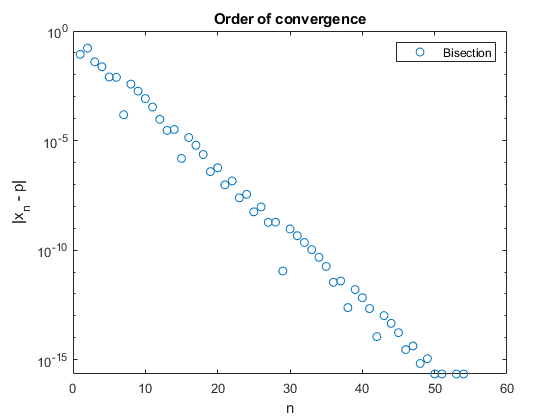 Order of convergence
Bisection
10^0
10^-5
10^-10
10^-15
|x_n - p|
0 10 20 30 40 50 60
n